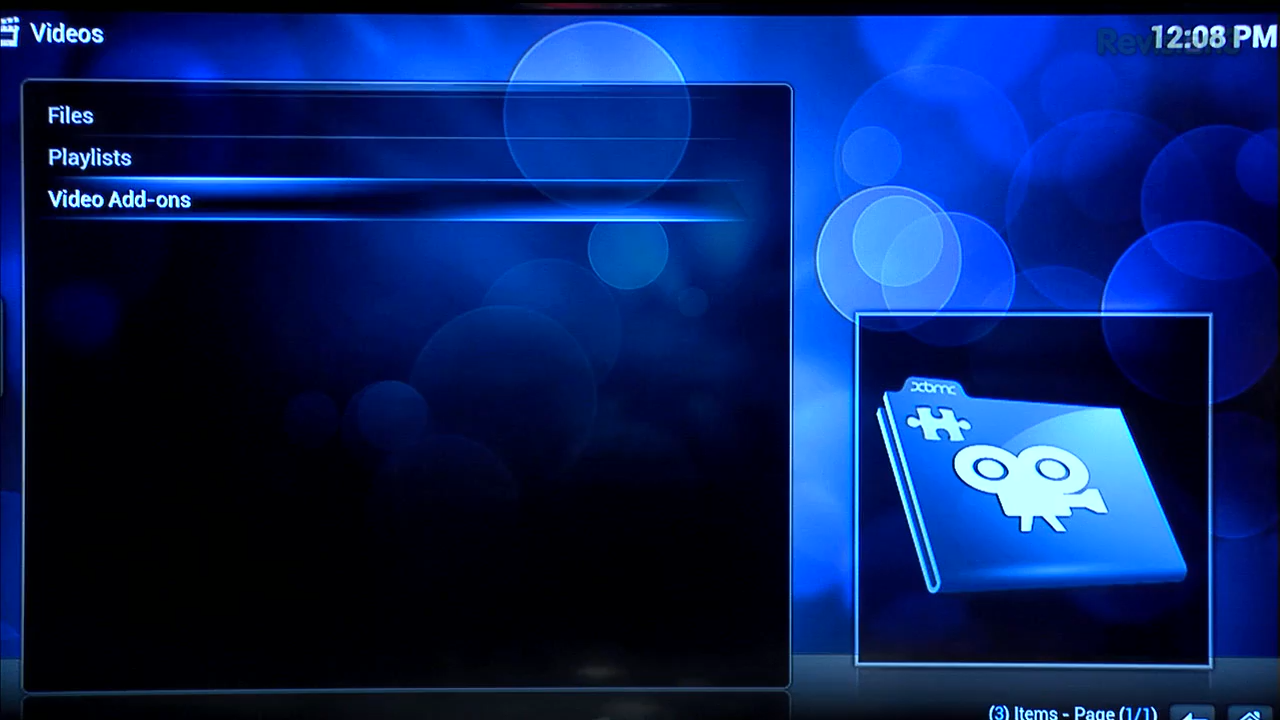 Videos
12:08 PM
Files
Playlists
Video Add-ons
xbmc
(3) Items - Page (1/1)